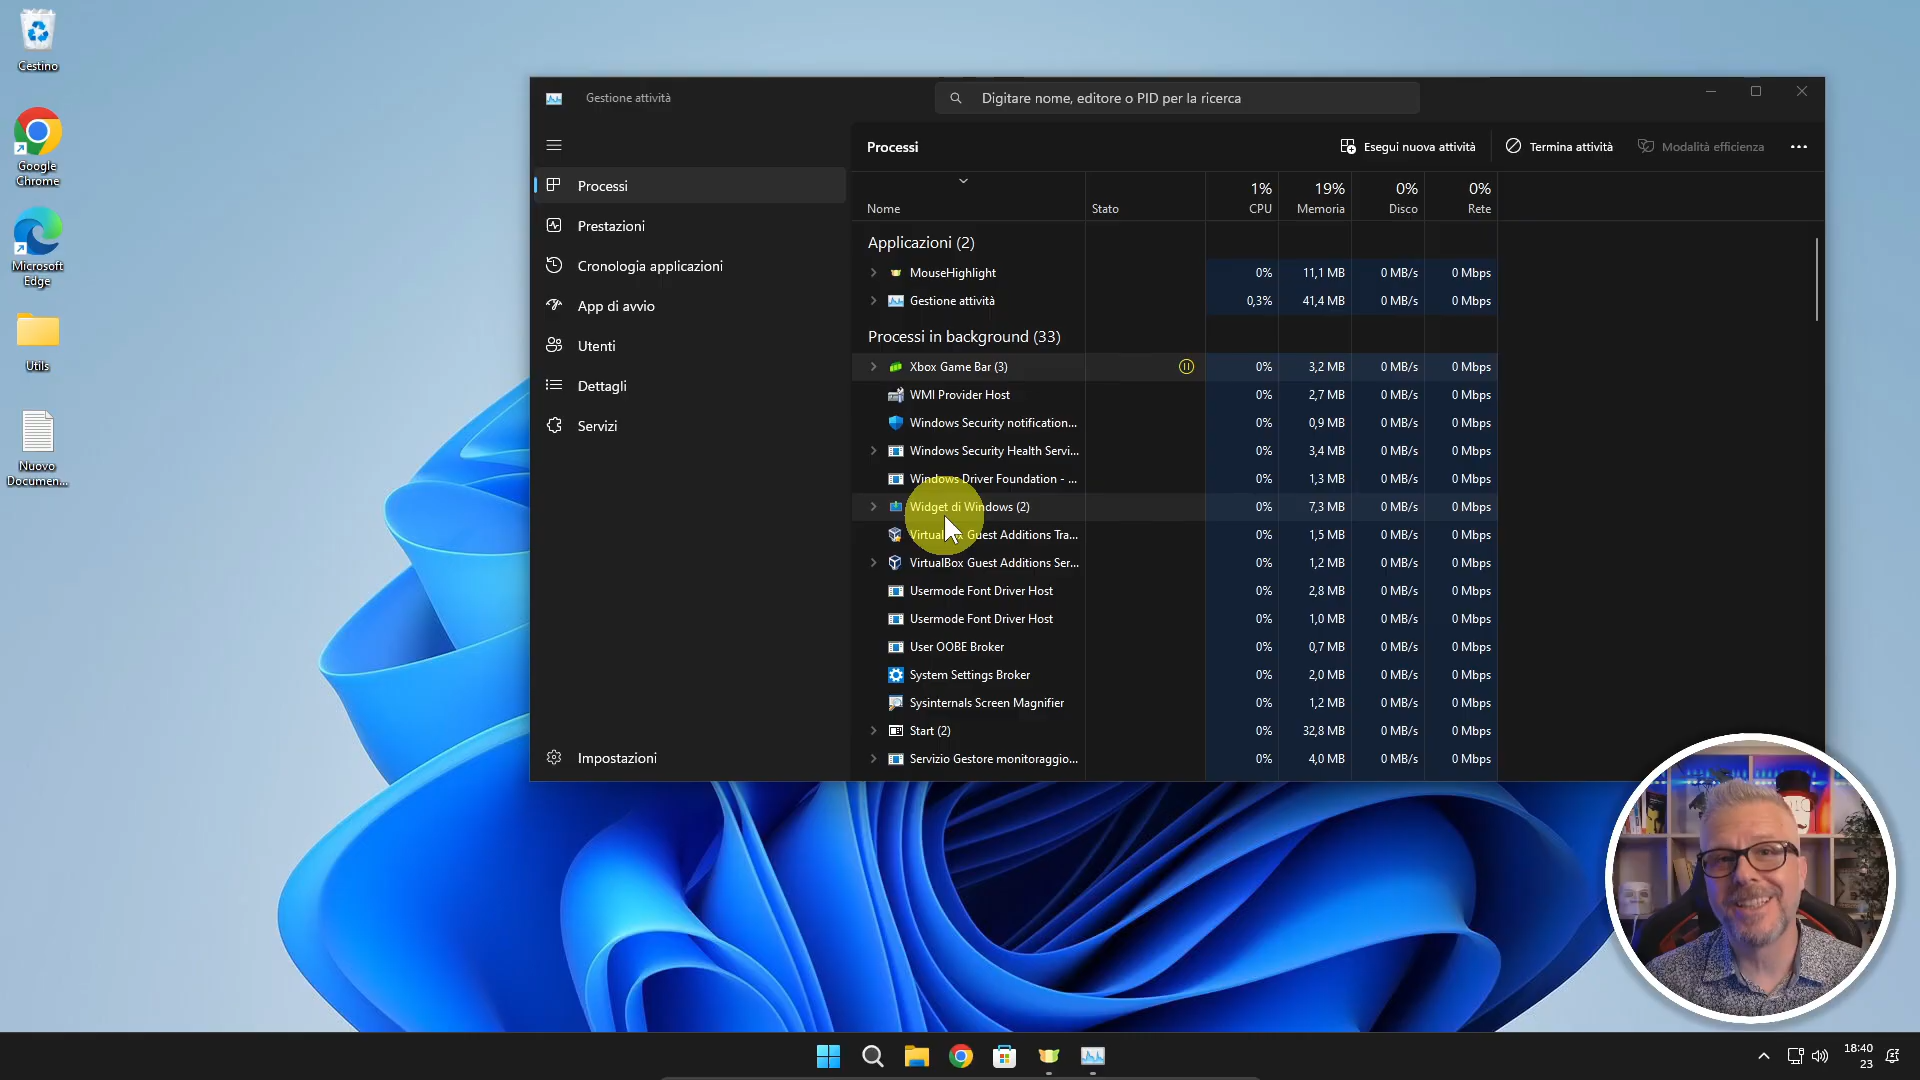 Cestino
Google
Chrome
Microsoft
Edge
Utils
Nuovo
Documen...
Gestione attività
Digitare nome, editore o PID per la ricerca
Processi
Esegui nuova attività
Termina attività
Modalità efficienza
Processi
Prestazioni
Cronologia applicazioni
App di avvio
Utenti
Dettagli
Servizi
Impostazioni
1% 19% 0% 0%
Nome Stato CPU Memoria Disco Rete
Applicazioni (2)
MouseHighlight 0% 11,1 MB 0 MB/s 0 Mbps
Gestione attività 0,3% 41,4 MB 0 MB/s 0 Mbps
Processi in background (33)
Xbox Game Bar (3) 0% 3,2 MB 0 MB/s 0 Mbps
WMI Provider Host 0% 2,7 MB 0 MB/s 0 Mbps
Windows Security notification... 0% 0,9 MB 0 MB/s 0 Mbps
Windows Security Health Servi... 0% 3,4 MB 0 MB/s 0 Mbps
Windows Driver Foundation - ... 0% 1,3 MB 0 MB/s 0 Mbps
Widget di Windows (2) 0% 7,3 MB 0 MB/s 0 Mbps
VirtualBox Guest Additions Tra... 0% 1,5 MB 0 MB/s 0 Mbps
VirtualBox Guest Additions Ser... 0% 1,2 MB 0 MB/s 0 Mbps
Usermode Font Driver Host 0% 2,8 MB 0 MB/s 0 Mbps
Usermode Font Driver Host 0% 1,0 MB 0 MB/s 0 Mbps
User OOBE Broker 0% 0,7 MB 0 MB/s 0 Mbps
System Settings Broker 0% 2,0 MB 0 MB/s 0 Mbps
Sysinternals Screen Magnifier 0% 1,2 MB 0 MB/s 0 Mbps
Start (2) 0% 32,8 MB 0 MB/s 0 Mbps
Servizio Gestore monitoraggio... 0% 4,0 MB 0 MB/s 0 Mbps
18:40
23